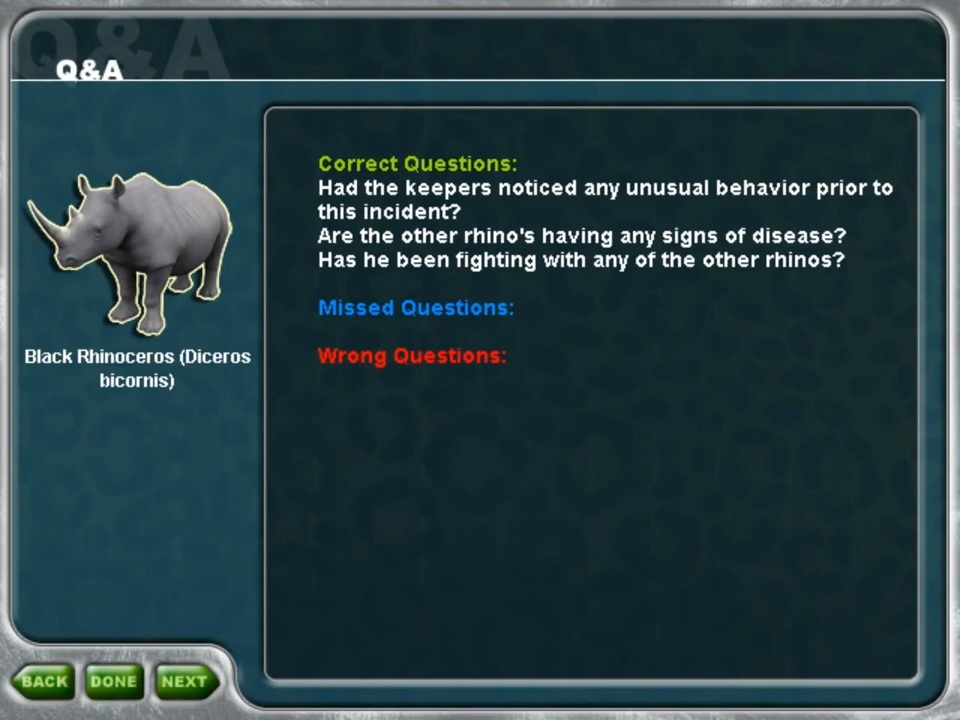 Q&A
Q&A
Correct Questions:
Had the keepers noticed any unusual behavior prior to
this incident?
Are the other rhino's having any signs of disease?
Has he been fighting with any of the other rhinos?
Missed Questions:
Wrong Questions:
Black Rhinoceros (Diceros
bicornis)
BACK
DONE
NEXT